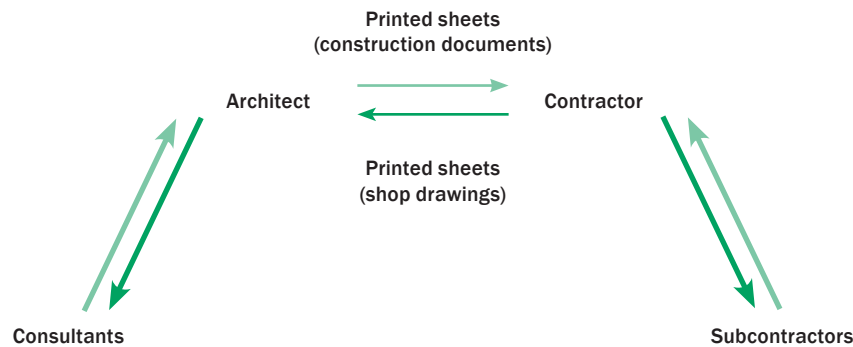 Printed sheets
(construction documents)
Architect
Contractor
Printed sheets
(shop drawings)
Consultants
Subcontractors